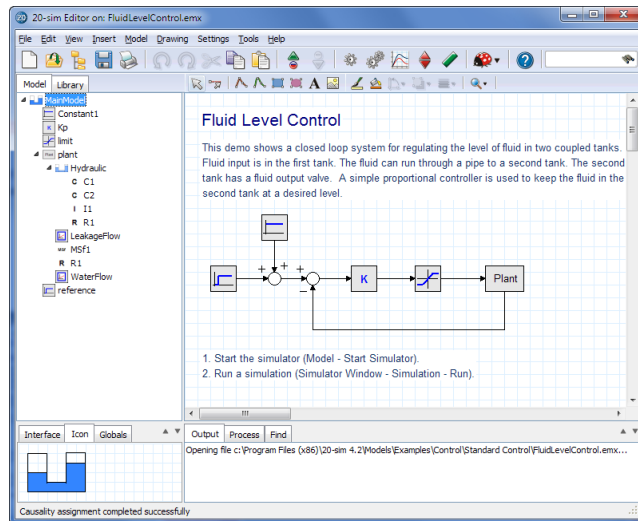 20-sim Editor on: FluidLevelControl.emx
File Edit View Insert Model Drawing Settings Tools Help
Model Library
MainModel
Constant1
K Kp
limit
plant
Hydraulic
C C1
C C2
I I1
R R1
LeakageFlow
MSf MSf1
R R1
WaterFlow
reference
Fluid Level Control
This demo shows a closed loop system for regulating the level of fluid in two coupled tanks.
Fluid input is in the first tank. The fluid can run through a pipe to a second tank. The second
tank has a fluid output valve. A simple proportional controller is used to keep the fluid in the
second tank at a desired level.
+ + +
K Plant
−
1. Start the simulator (Model - Start Simulator).
2. Run a simulation (Simulator Window - Simulation - Run).
Interface Icon Globals
Output Process Find
Opening file c:\Program Files (x86)\20-sim 4.2\Models\Examples\Control\Standard Control\FluidLevelControl.emx...
Causality assignment completed successfully